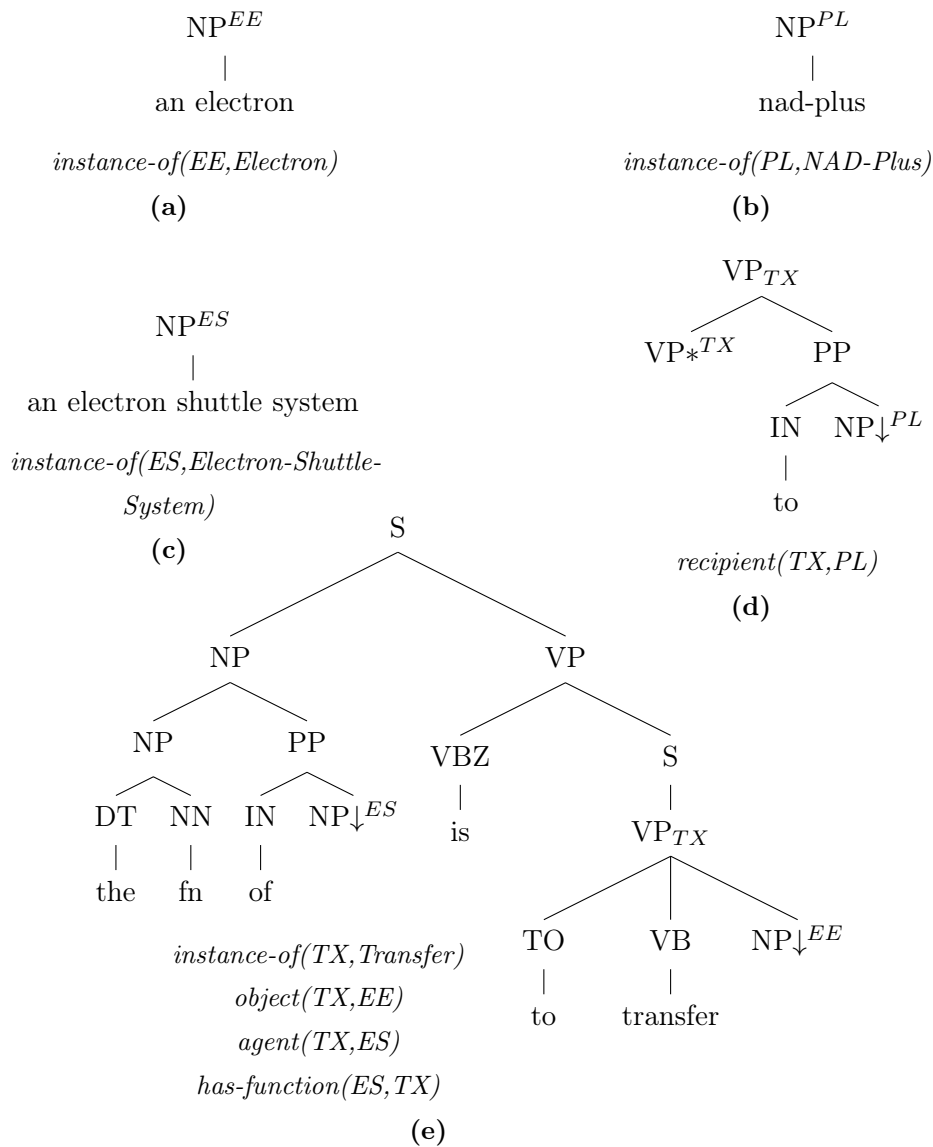 NP^EE
an electron
instance-of(EE,Electron)
(a)
NP^PL
nad-plus
instance-of(PL,NAD-Plus)
(b)
NP^ES
an electron shuttle system
instance-of(ES,Electron-Shuttle-
System)
(c)
VP_TX
VP*^TX PP
IN NP↓^PL
to
recipient(TX,PL)
(d)
S
NP VP
NP PP VBZ S
DT NN IN NP↓^ES is VP_TX
the fn of
TO VB NP↓^EE
to transfer
instance-of(TX,Transfer)
object(TX,EE)
agent(TX,ES)
has-function(ES,TX)
(e)